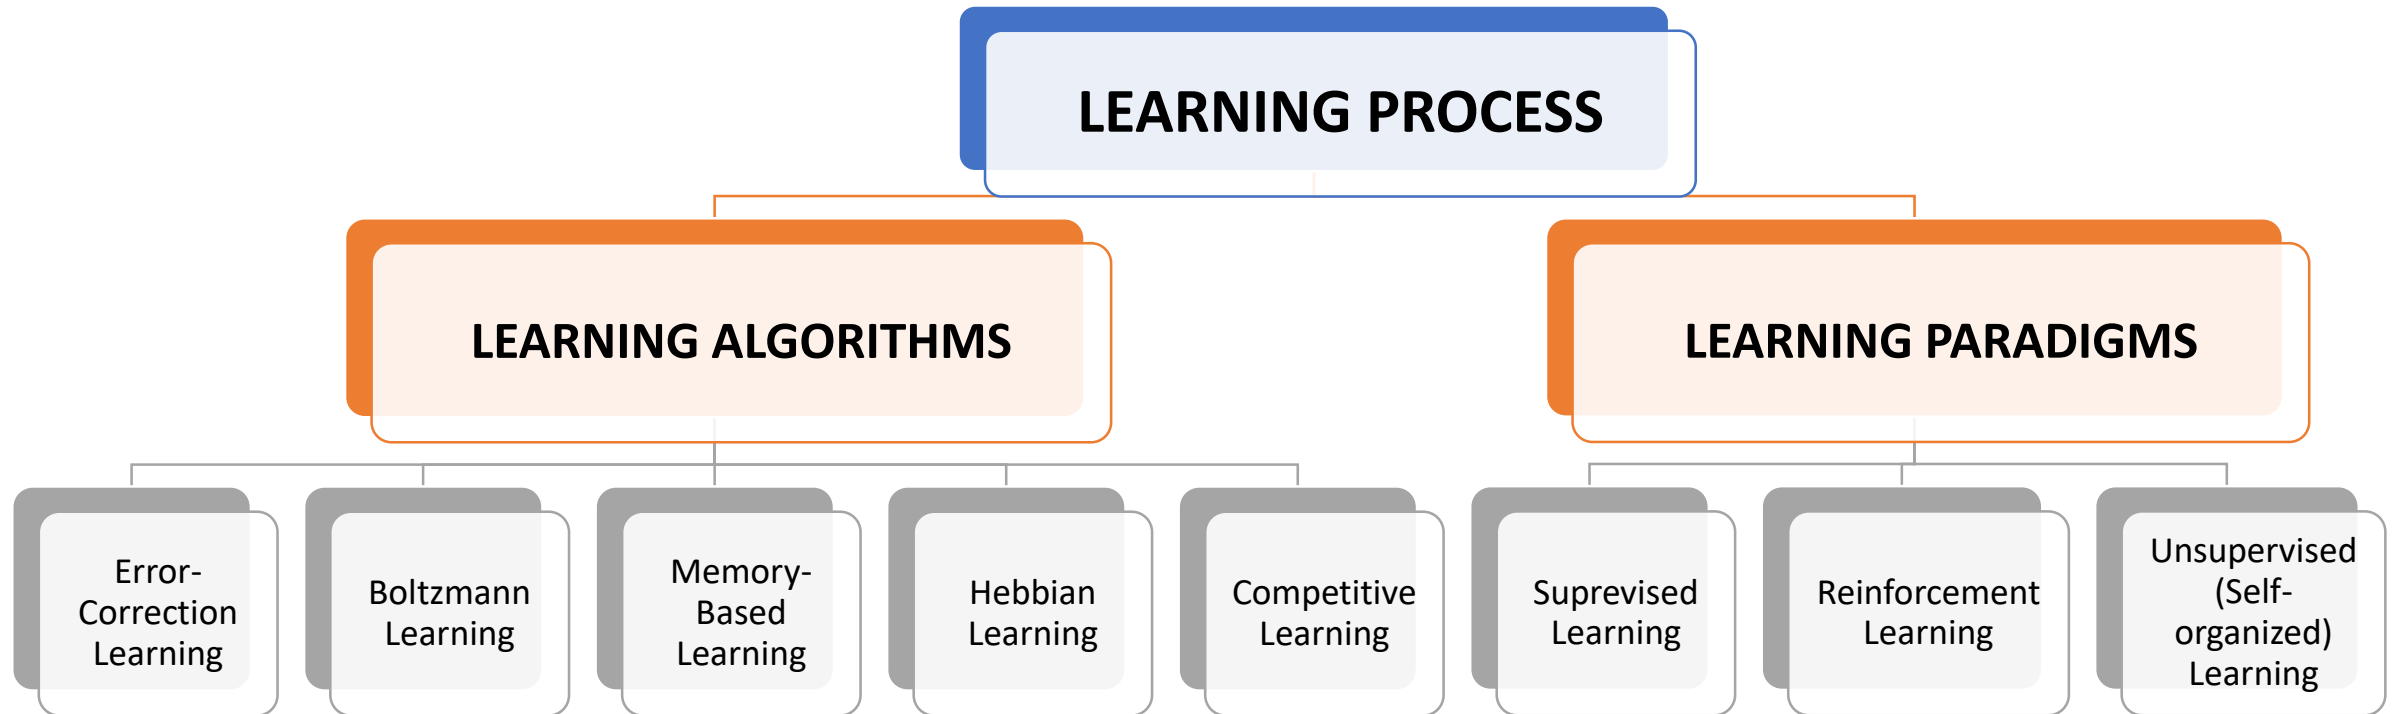 LEARNING PROCESS
LEARNING ALGORITHMS
LEARNING PARADIGMS
Error-
Correction
Learning
Boltzmann
Learning
Memory-
Based
Learning
Hebbian
Learning
Competitive
Learning
Suprevised
Learning
Reinforcement
Learning
Unsupervised
(Self-
organized)
Learning